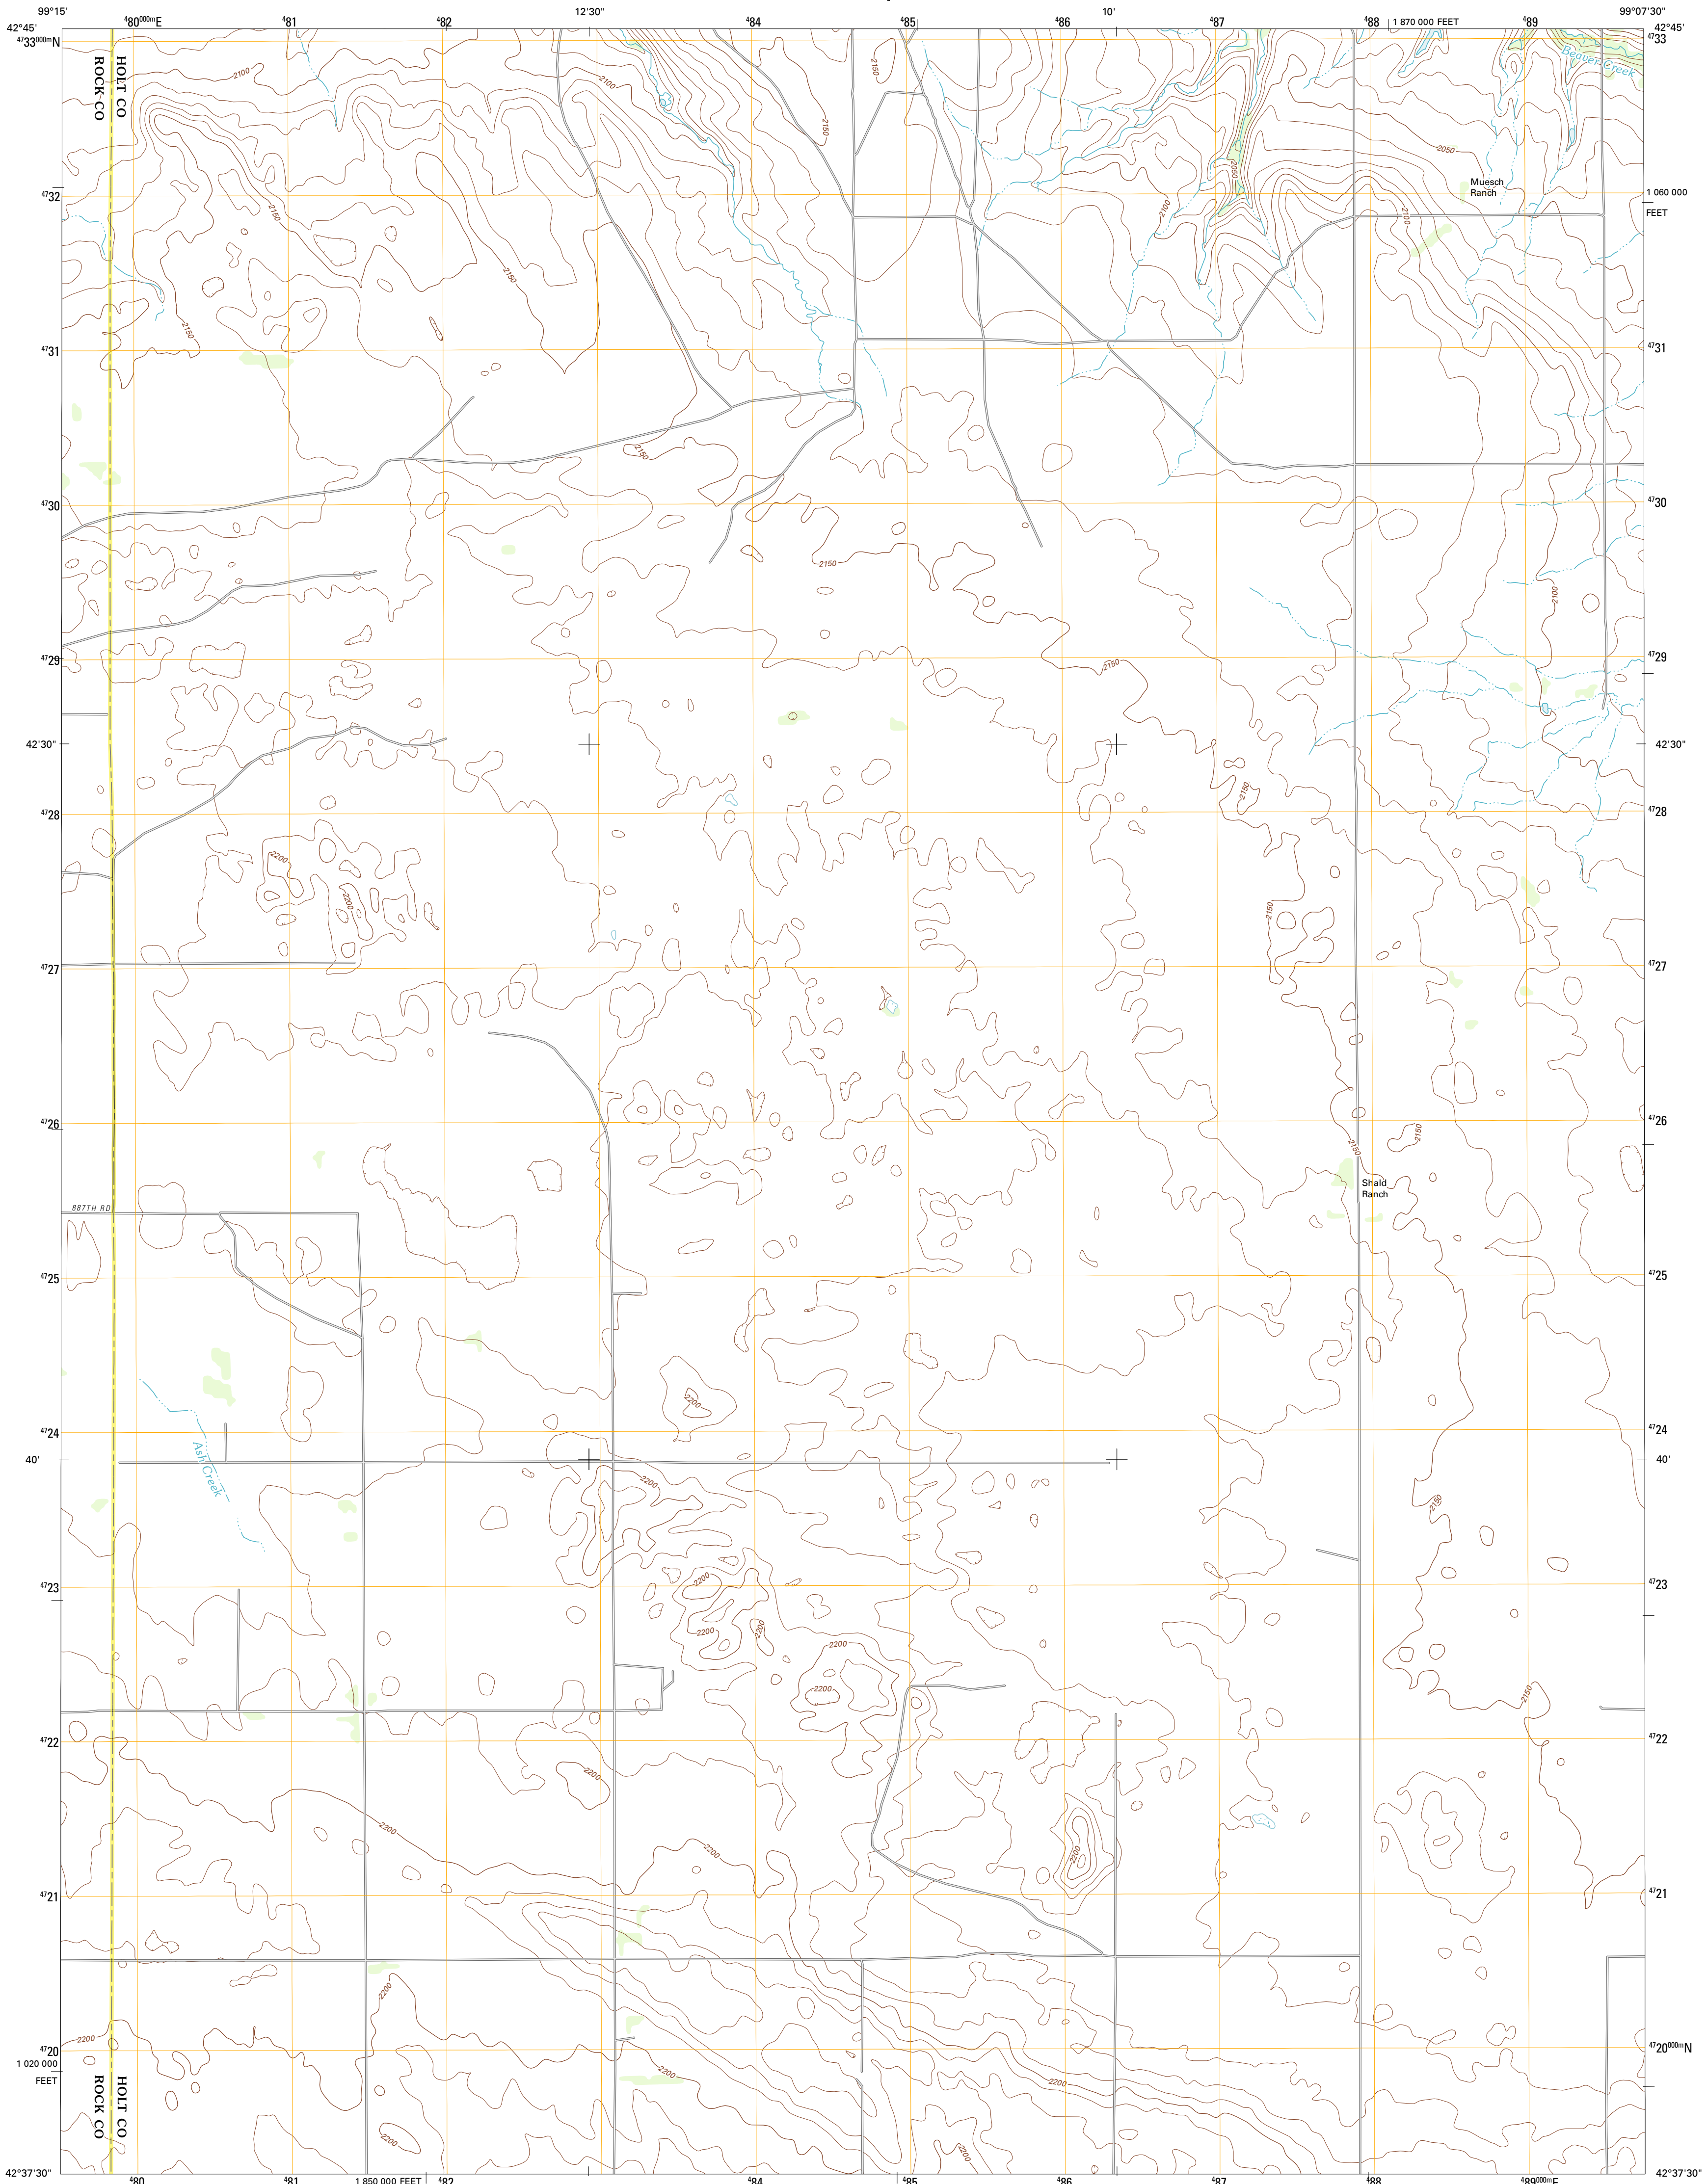 99°15' ⁴80⁰⁰⁰ᵐE ⁴81 ⁴82 12'30" ⁴84 ⁴85 ⁴86 10' ⁴87 ⁴88 1 870 000 FEET ⁴89 99°07'30"
42°45' 42°45'
⁴⁷33⁰⁰⁰ᵐN ⁴⁷33
HOLT CO
ROCK CO
Beaver Creek
2100
2100
2150
2150
2050
2050
Muesch
Ranch
⁴⁷32 1 060 000
FEET
2150
2100
2100
2150
2150
⁴⁷31 ⁴⁷31
2150
⁴⁷30 ⁴⁷30
2150
2100
⁴⁷29 ⁴⁷29
2150
42'30" 42'30"
2150
⁴⁷28 ⁴⁷28
2200
2200
2150
⁴⁷27 ⁴⁷27
⁴⁷26 ⁴⁷26
2150
2150
Shald
Ranch
887TH RD
⁴⁷25 ⁴⁷25
2200
⁴⁷24 ⁴⁷24
Ash Creek
40' 40'
2200
2150
⁴⁷23 ⁴⁷23
2200
2200
2200
2200
2200
2150
⁴⁷22 ⁴⁷22
2200
2200
2200
2200
⁴⁷21 ⁴⁷21
2200
2200
⁴⁷20 ⁴⁷20⁰⁰⁰ᵐN
1 020 000
FEET
2200
2200
HOLT CO
ROCK CO
2200
2200
42°37'30" 42°37'30"
⁴80 ⁴81 1 850 000 FEET ⁴82 ⁴84 ⁴85 ⁴86 ⁴87 ⁴88 ⁴89⁰⁰⁰ᵐE